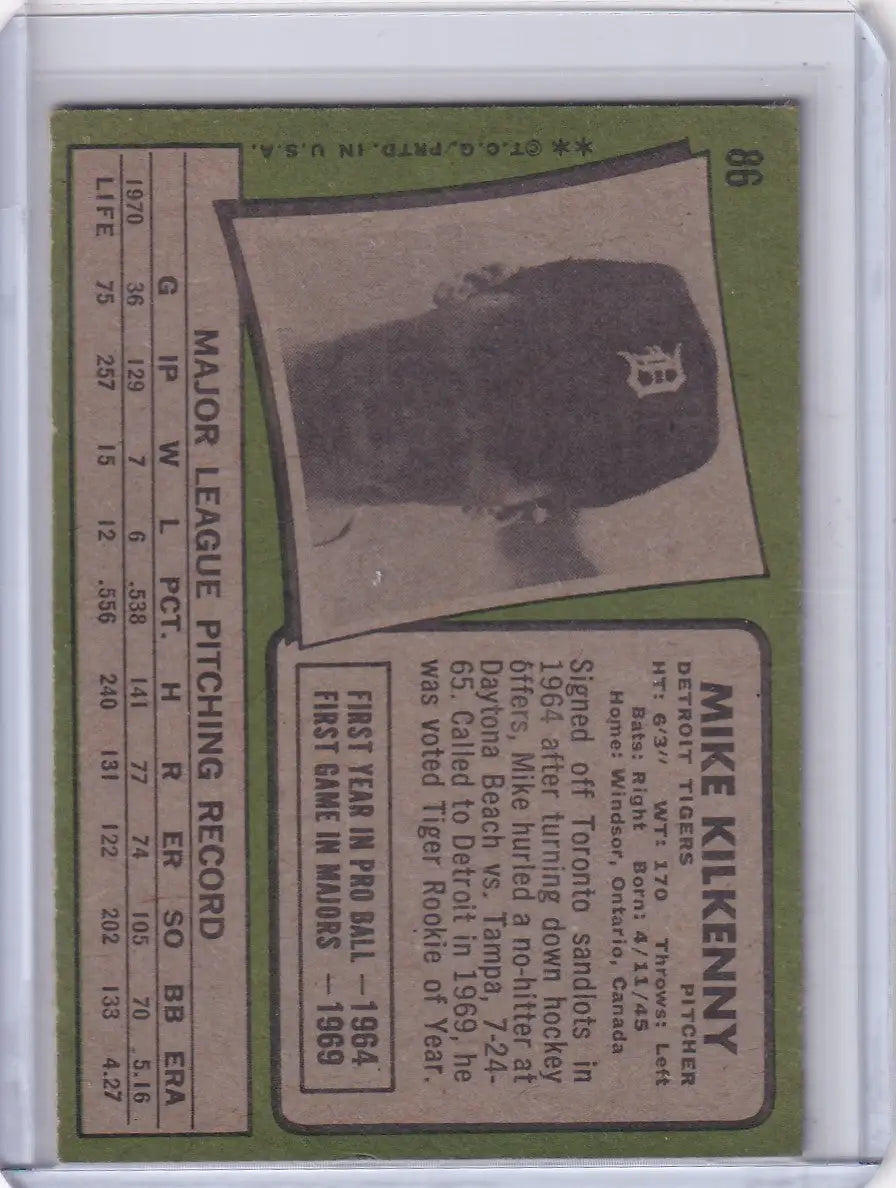 86
**©T.C.G. PRTD. IN U.S.A.
MIKE KILKENNY
DETROIT TIGERS PITCHER
HT: 6'3" WT: 170 Throws: Left
Bats: Right Born: 4/11/45
Home: Windsor, Ontario, Canada
Signed off Toronto sandlots in
1964 after turning down hockey
offers, Mike hurled a no-hitter at
Daytona Beach vs. Tampa, 7-24-
65. Called to Detroit in 1969, he
was voted Tiger Rookie of Year.
FIRST YEAR IN PRO BALL — 1964
FIRST GAME IN MAJORS — 1969
D
MAJOR LEAGUE PITCHING RECORD
G IP W L PCT. H R ER SO BB ERA
1970 36 129 7 6 .538 141 77 74 105 70 5.16
LIFE 75 257 15 12 .556 240 131 122 202 133 4.27